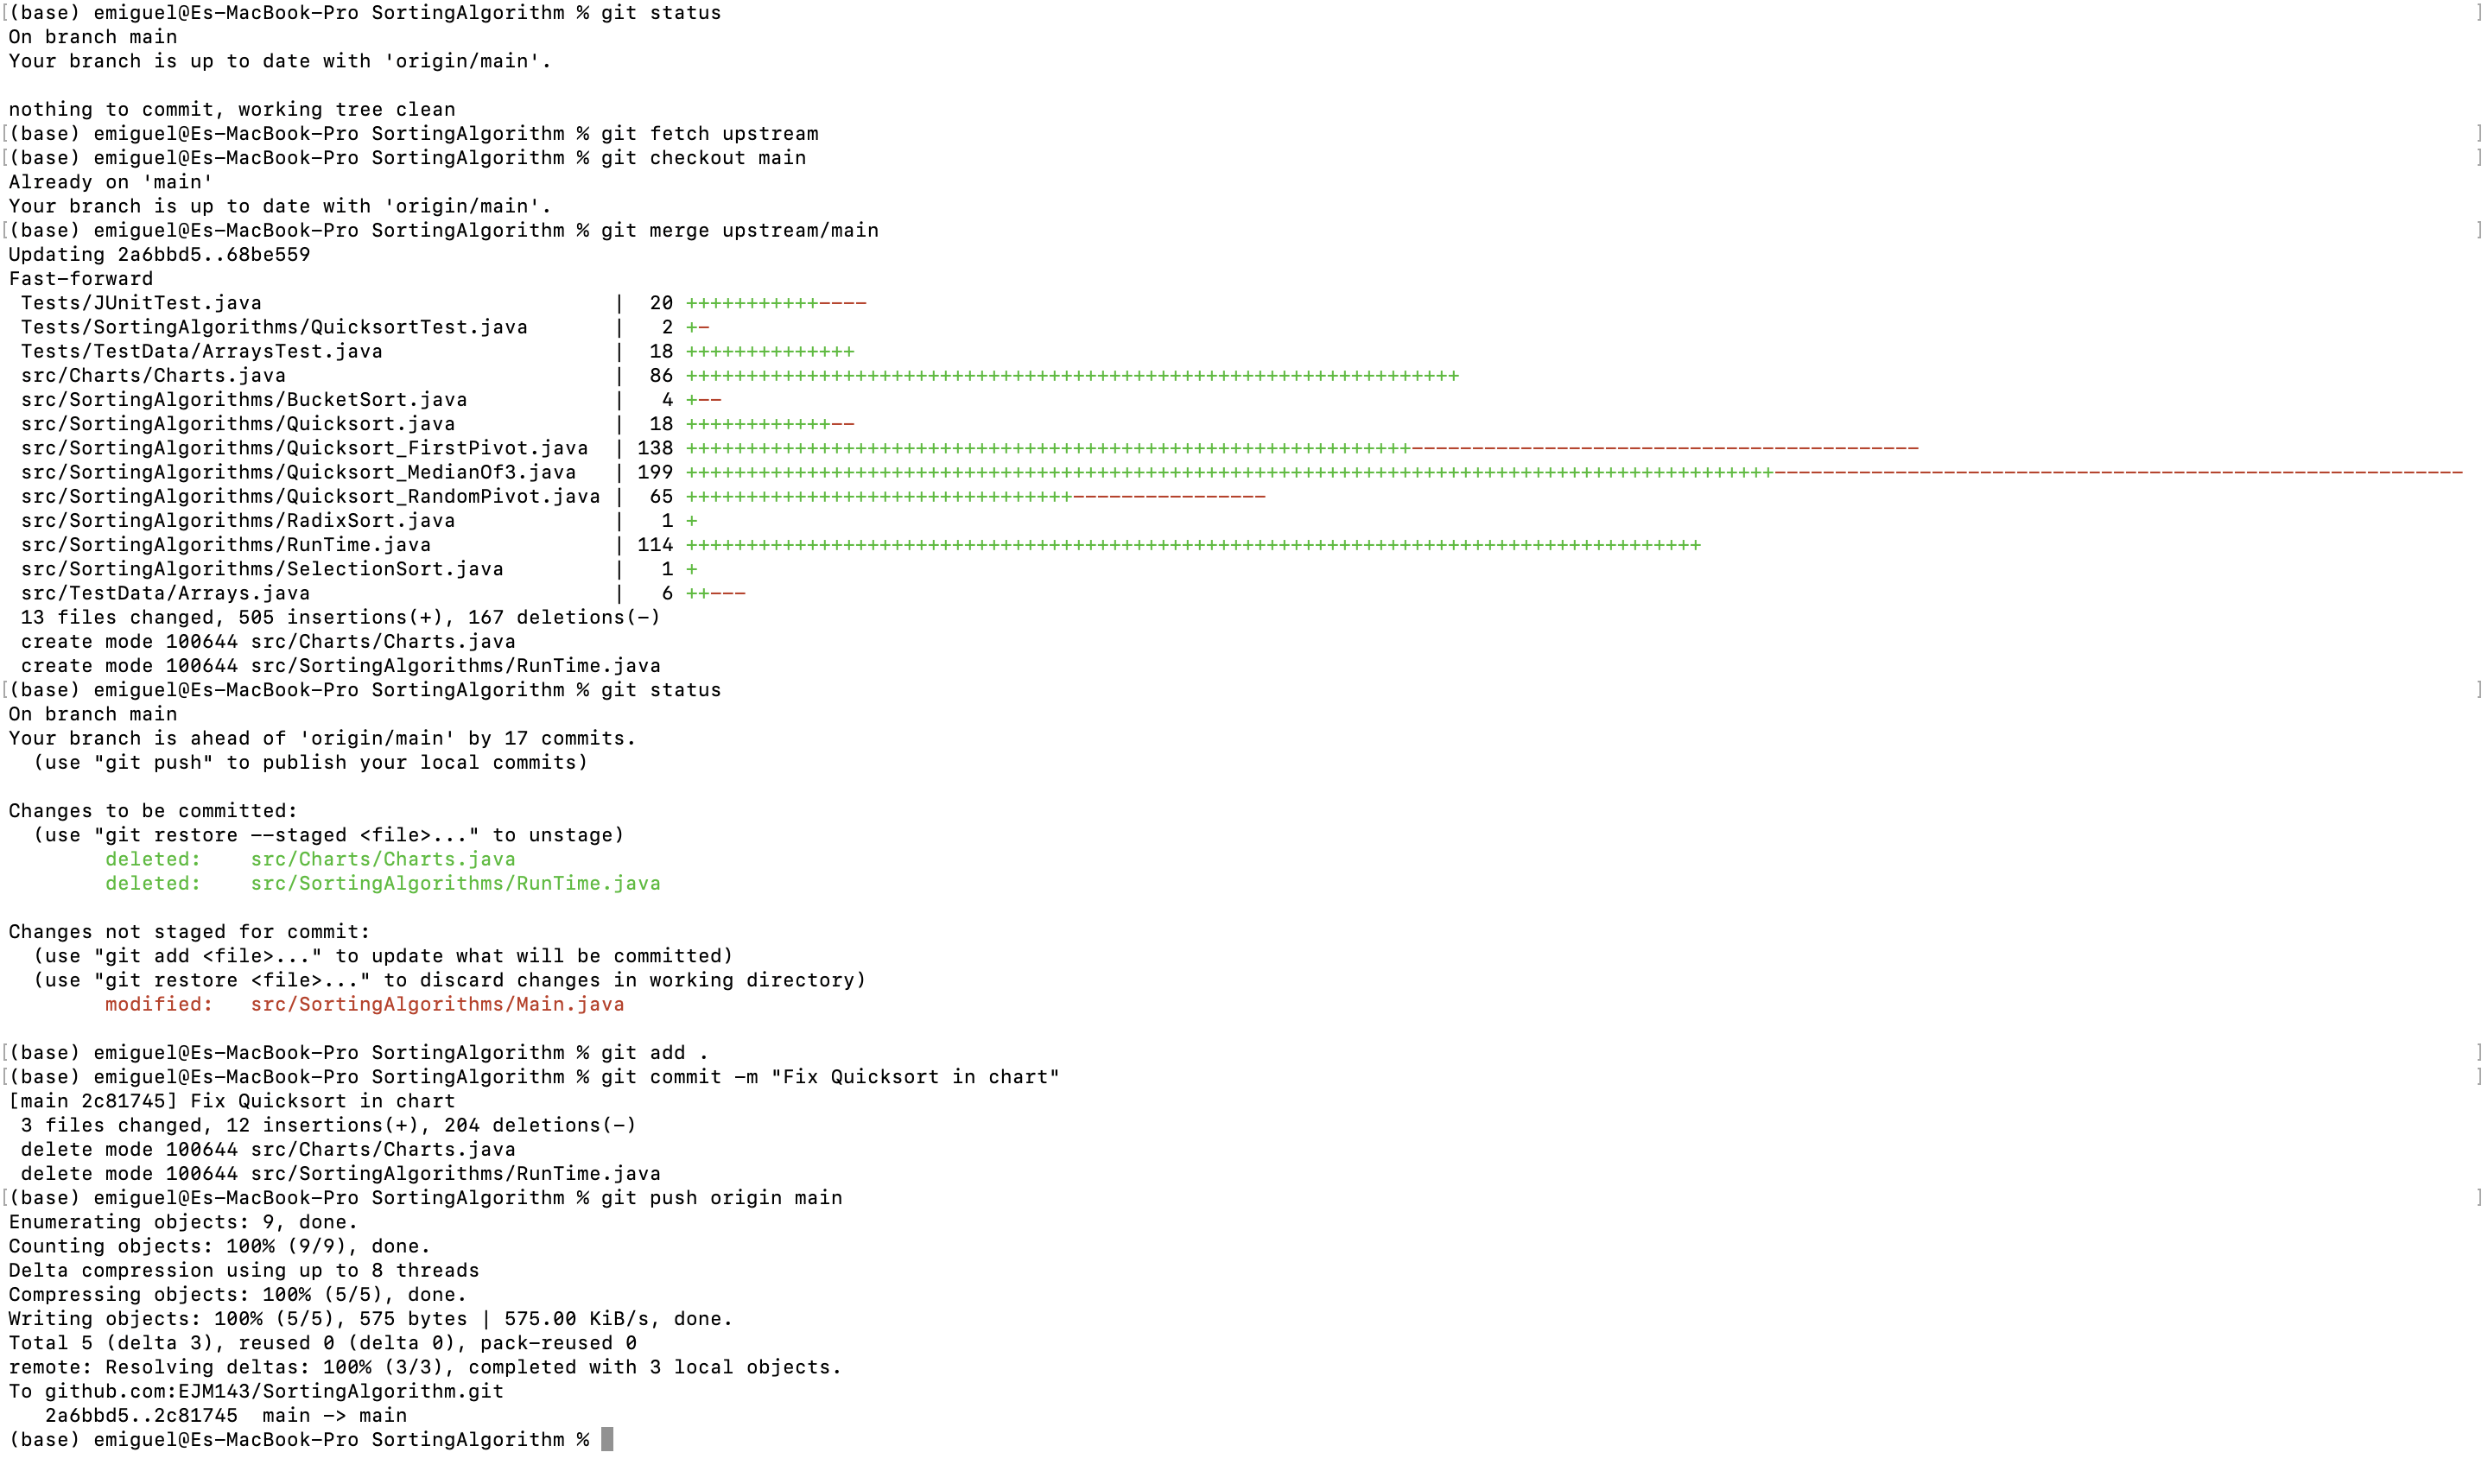 [(base) emiguel@Es-MacBook-Pro SortingAlgorithm % git status ]
On branch main
Your branch is up to date with 'origin/main'.

nothing to commit, working tree clean
[(base) emiguel@Es-MacBook-Pro SortingAlgorithm % git fetch upstream ]
[(base) emiguel@Es-MacBook-Pro SortingAlgorithm % git checkout main ]
Already on 'main'
Your branch is up to date with 'origin/main'.
[(base) emiguel@Es-MacBook-Pro SortingAlgorithm % git merge upstream/main ]
Updating 2a6bbd5..68be559
Fast-forward
 Tests/JUnitTest.java                             |  20 +++++++++++----
 Tests/SortingAlgorithms/QuicksortTest.java       |   2 +-
 Tests/TestData/ArraysTest.java                   |  18 ++++++++++++++
 src/Charts/Charts.java                           |  86 ++++++++++++++++++++++++++++++++++++++++++++++++++++++++++++++++
 src/SortingAlgorithms/BucketSort.java            |   4 +--
 src/SortingAlgorithms/Quicksort.java             |  18 ++++++++++++--
 src/SortingAlgorithms/Quicksort_FirstPivot.java  | 138 ++++++++++++++++++++++++++++++++++++++++++++++++++++++++++++------------------------------------------
 src/SortingAlgorithms/Quicksort_MedianOf3.java   | 199 ++++++++++++++++++++++++++++++++++++++++++++++++++++++++++++++++++++++++++++++++++++++++++---------------------------------------------------------
 src/SortingAlgorithms/Quicksort_RandomPivot.java |  65 ++++++++++++++++++++++++++++++++----------------
 src/SortingAlgorithms/RadixSort.java             |   1 +
 src/SortingAlgorithms/RunTime.java               | 114 ++++++++++++++++++++++++++++++++++++++++++++++++++++++++++++++++++++++++++++++++++++
 src/SortingAlgorithms/SelectionSort.java         |   1 +
 src/TestData/Arrays.java                         |   6 ++---
 13 files changed, 505 insertions(+), 167 deletions(-)
 create mode 100644 src/Charts/Charts.java
 create mode 100644 src/SortingAlgorithms/RunTime.java
[(base) emiguel@Es-MacBook-Pro SortingAlgorithm % git status ]
On branch main
Your branch is ahead of 'origin/main' by 17 commits.
  (use "git push" to publish your local commits)

Changes to be committed:
  (use "git restore --staged <file>..." to unstage)
        deleted:    src/Charts/Charts.java
        deleted:    src/SortingAlgorithms/RunTime.java

Changes not staged for commit:
  (use "git add <file>..." to update what will be committed)
  (use "git restore <file>..." to discard changes in working directory)
        modified:   src/SortingAlgorithms/Main.java

[(base) emiguel@Es-MacBook-Pro SortingAlgorithm % git add . ]
[(base) emiguel@Es-MacBook-Pro SortingAlgorithm % git commit -m "Fix Quicksort in chart" ]
[main 2c81745] Fix Quicksort in chart
 3 files changed, 12 insertions(+), 204 deletions(-)
 delete mode 100644 src/Charts/Charts.java
 delete mode 100644 src/SortingAlgorithms/RunTime.java
[(base) emiguel@Es-MacBook-Pro SortingAlgorithm % git push origin main ]
Enumerating objects: 9, done.
Counting objects: 100% (9/9), done.
Delta compression using up to 8 threads
Compressing objects: 100% (5/5), done.
Writing objects: 100% (5/5), 575 bytes | 575.00 KiB/s, done.
Total 5 (delta 3), reused 0 (delta 0), pack-reused 0
remote: Resolving deltas: 100% (3/3), completed with 3 local objects.
To github.com:EJM143/SortingAlgorithm.git
   2a6bbd5..2c81745  main -> main
(base) emiguel@Es-MacBook-Pro SortingAlgorithm %